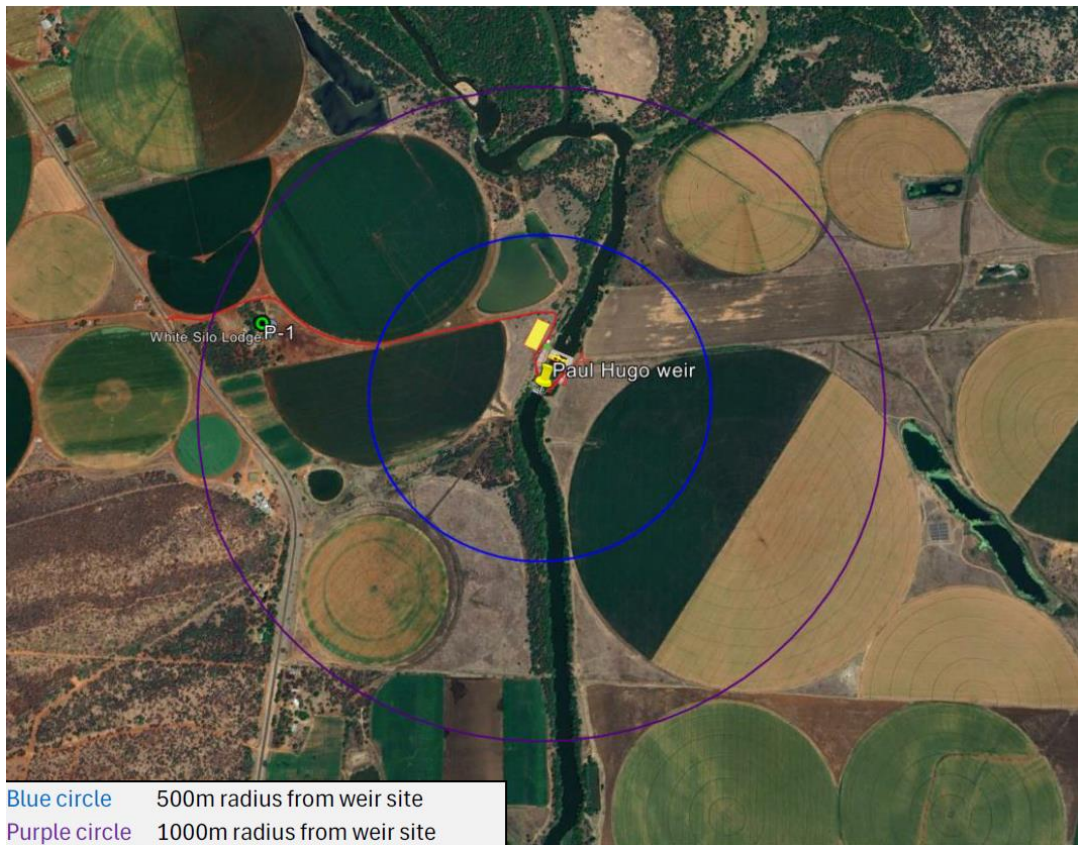 White Silo Lodge
P-1
Paul Hugo weir
Blue circle 500m radius from weir site
Purple circle 1000m radius from weir site